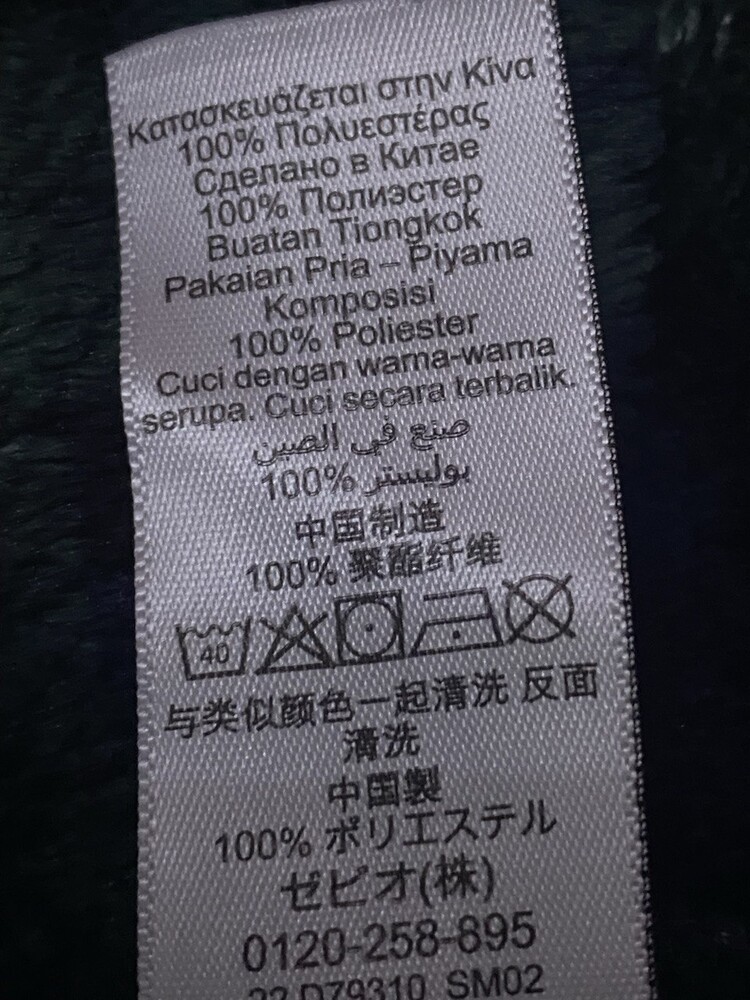 Κατασκευάζεται στην Κίνα
100% Πολυεστέρας
Сделано в Китае
100% Полиэстер
Buatan Tiongkok
Pakaian Pria – Piyama
Komposisi
100% Poliester
Cuci dengan warna-warna
serupa. Cuci secara terbalik.
صنع في الصين
100% بوليستر
中国制造
100% 聚酯纤维
40
与类似颜色一起清洗 反面
清洗
中国製
100% ポリエステル
ゼビオ(株)
0120-258-895
22 D79310 SM02